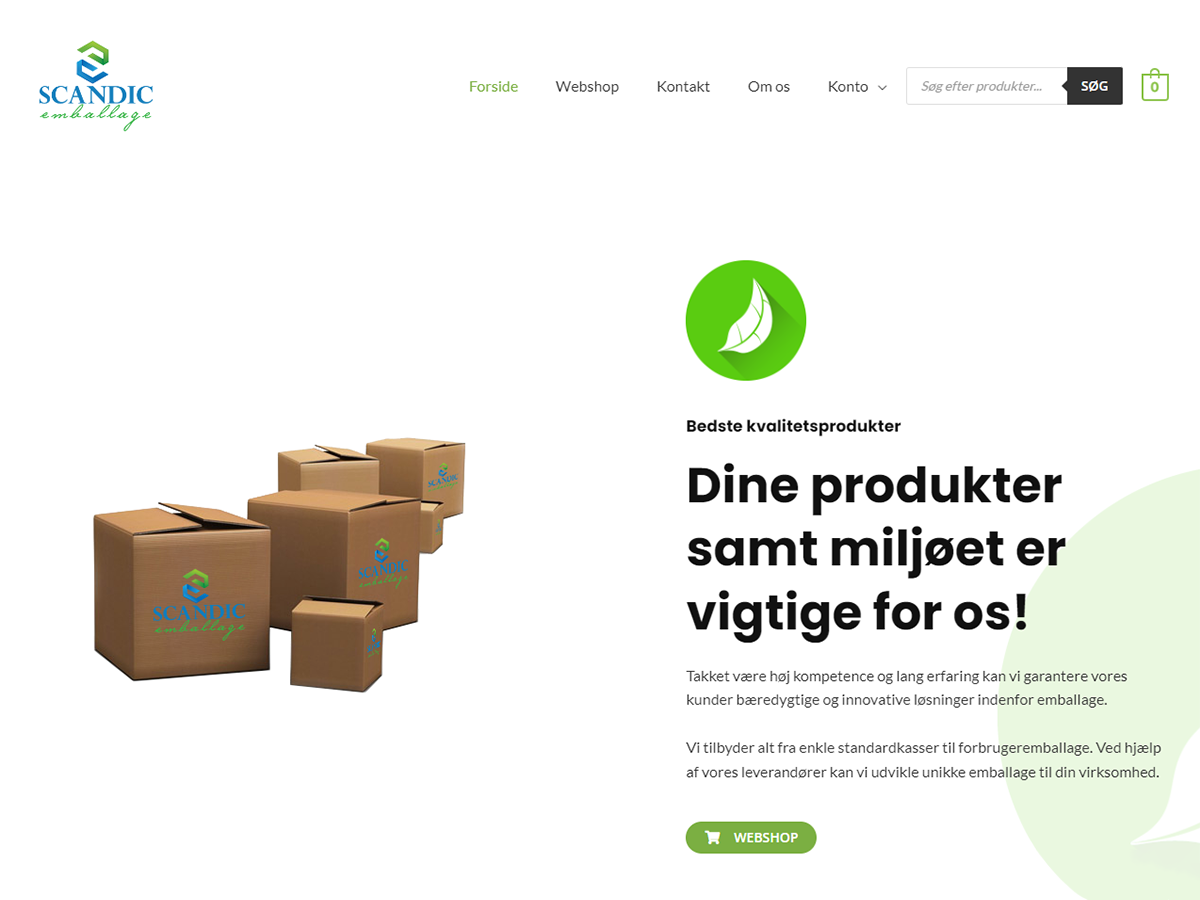 SCANDIC
emballage
Forside
Webshop
Kontakt
Om os
Konto
Søg efter produkter...
SØG
0
Bedste kvalitetsprodukter
Dine produkter
samt miljøet er
vigtige for os!
Takket være høj kompetence og lang erfaring kan vi garantere vores
kunder bæredygtige og innovative løsninger indenfor emballage.
Vi tilbyder alt fra enkle standardkasser til forbrugeremballage. Ved hjælp
af vores leverandører kan vi udvikle unikke emballage til din virksomhed.
WEBSHOP
SCANDIC
emballage
SCANDIC
emballage
SCANDIC